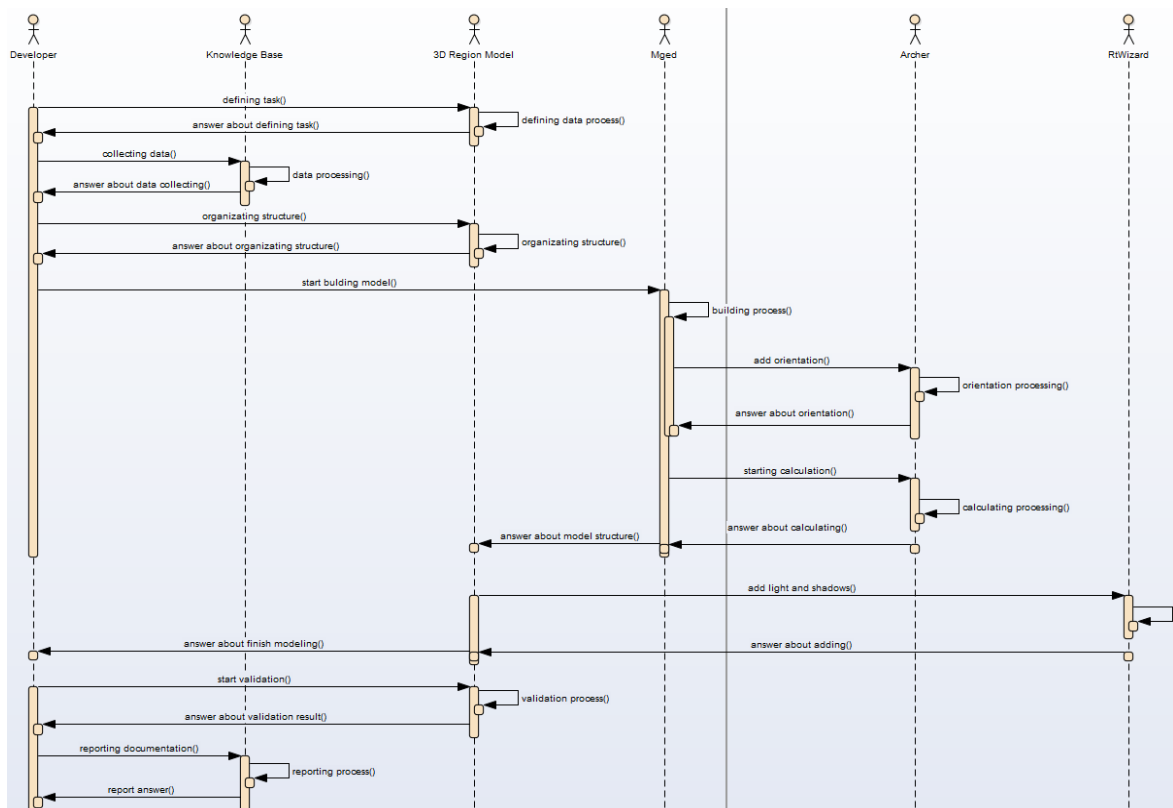 Developer
Knowledge Base
3D Region Model
Mged
Archer
RtWizard
defining task()
defining data process()
answer about defining task()
collecting data()
data processing()
answer about data collecting()
organizating structure()
organizating structure()
answer about organizating structure()
start bulding model()
building process()
add orientation()
orientation processing()
answer about orientation()
starting calculation()
calculating processing()
answer about calculating()
answer about model structure()
add light and shadows()
answer about finish modeling()
answer about adding()
start validation()
validation process()
answer about validation result()
reporting documentation()
reporting process()
report answer()